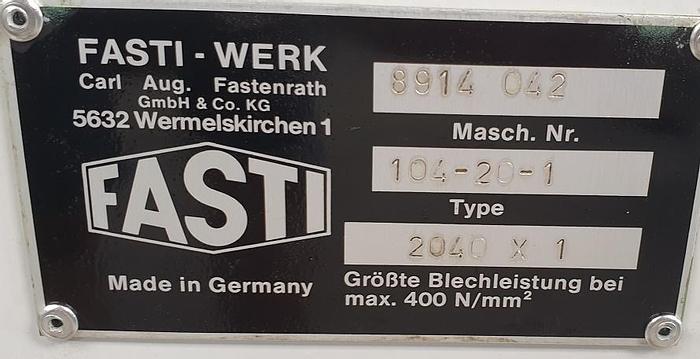 FASTI - WERK
Carl Aug. Fastenrath
GmbH & Co. KG
5632 Wermelskirchen 1
FASTI
Made in Germany
8914 042
Masch. Nr.
104-20-1
Type
2040 X 1
Größte Blechleistung bei
max. 400 N/mm²